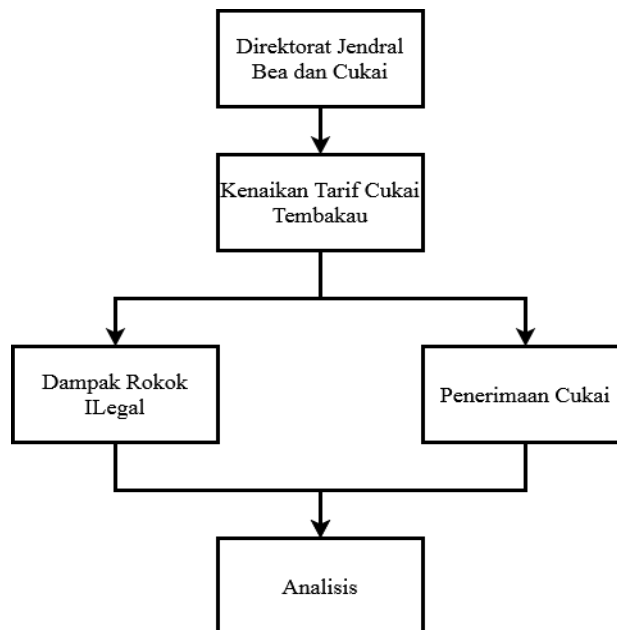 Direktorat Jendral
Bea dan Cukai
Kenaikan Tarif Cukai
Tembakau
Dampak Rokok
ILegal
Penerimaan Cukai
Analisis